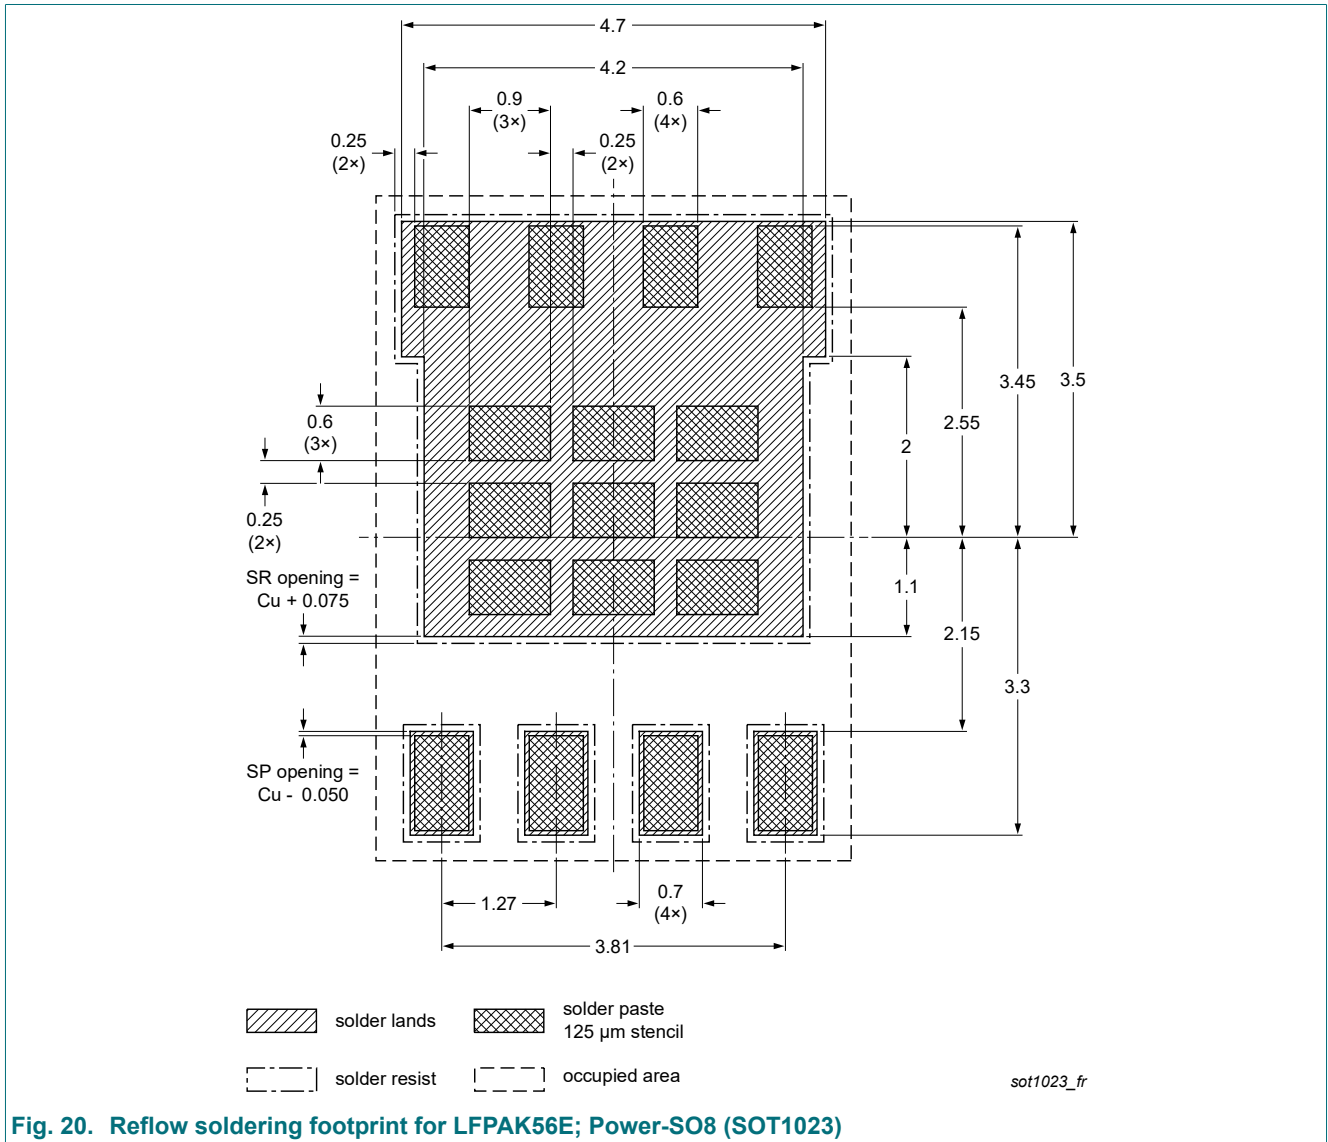 4.7
4.2
0.9
(3×)
0.6
(4×)
0.25
(2×)
0.25
(2×)
0.6
(3×)
0.25
(2×)
SR opening =
Cu + 0.075
SP opening =
Cu - 0.050
2
2.55
3.45
3.5
1.1
2.15
3.3
1.27
0.7
(4×)
3.81
solder lands
solder paste
125 µm stencil
solder resist
occupied area
sot1023_fr
Fig. 20. Reflow soldering footprint for LFPAK56E; Power-SO8 (SOT1023)